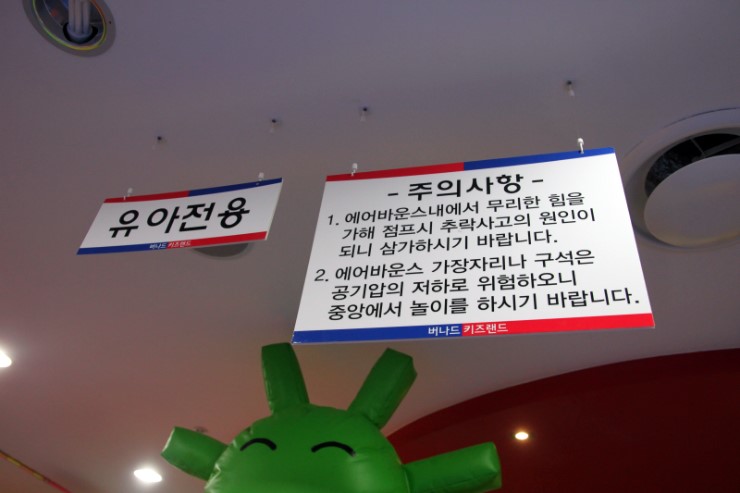 유아전용
버나드 키즈랜드
- 주의사항 -
1. 에어바운스내에서 무리한 힘을
가해 점프시 추락사고의 원인이
되니 삼가하시기 바랍니다.
2. 에어바운스 가장자리나 구석은
공기압의 저하로 위험하오니
중앙에서 놀이를 하시기 바랍니다.
버나드 키즈랜드